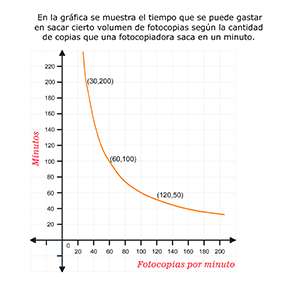 En la gráfica se muestra el tiempo que se puede gastar
en sacar cierto volumen de fotocopias según la cantidad
de copias que una fotocopiadora saca en un minuto.
220
200
180
160
140
120
100
80
60
40
20
(30,200)
(60,100)
(120,50)
Minutos
0
20 40 60 80 100 120 140 160 180 200
Fotocopias por minuto